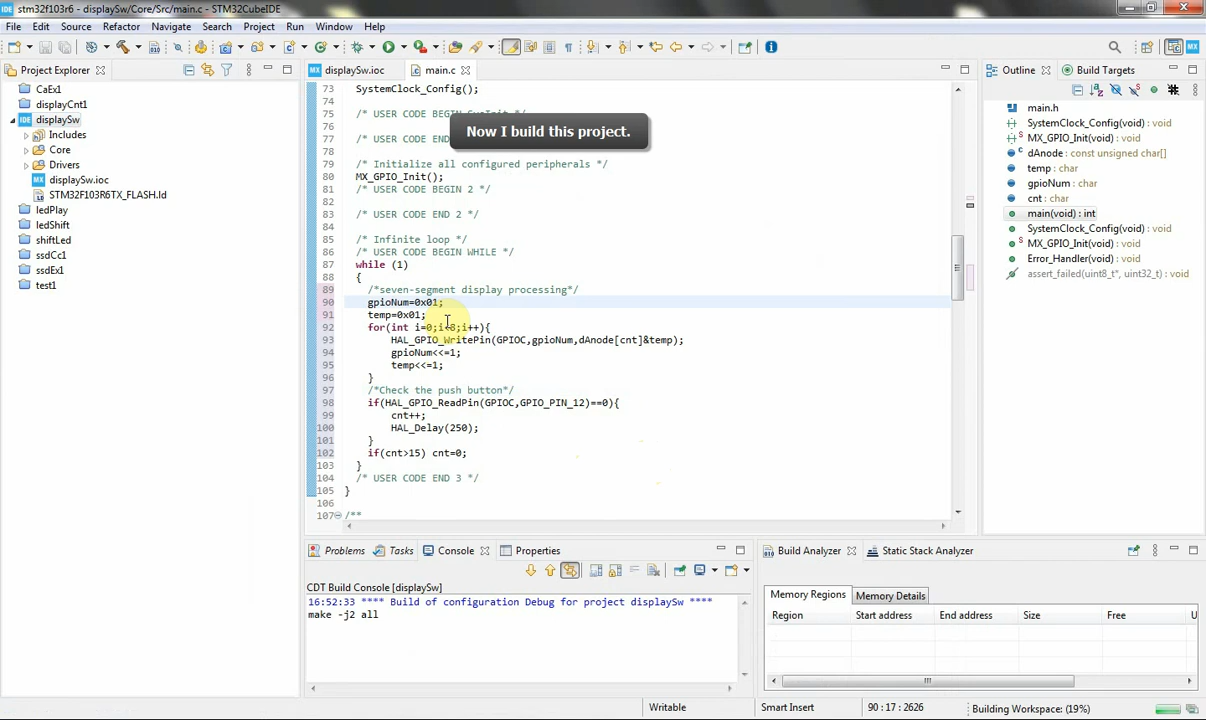 stm32f103r6 - displaySw/Core/Src/main.c - STM32CubeIDE
File Edit Source Refactor Navigate Search Project Run Window Help
Project Explorer
CaEx1
displayCnt1
IDE displaySw
Includes
Core
Drivers
MX displaySw.ioc
STM32F103R6TX_FLASH.ld
ledPlay
ledShift
shiftLed
ssdCc1
ssdEx1
test1
MX displaySw.ioc
main.c
73 SystemClock_Config();
74
75 /* USER CODE BEGIN SysInit */
76
77 /* USER CODE END
78
79 /* Initialize all configured peripherals */
80 MX_GPIO_Init();
81 /* USER CODE BEGIN 2 */
82
83 /* USER CODE END 2 */
84
85 /* Infinite loop */
86 /* USER CODE BEGIN WHILE */
87 while (1)
88 {
89 /*seven-segment display processing*/
90 gpioNum=0x01;
91 temp=0x01;
92 for(int i=0;i<8;i++){
93 HAL_GPIO_WritePin(GPIOC,gpioNum,dAnode[cnt]&temp);
94 gpioNum<<=1;
95 temp<<=1;
96 }
97 /*Check the push button*/
98 if(HAL_GPIO_ReadPin(GPIOC,GPIO_PIN_12)==0){
99 cnt++;
100 HAL_Delay(250);
101 }
102 if(cnt>15) cnt=0;
103 }
104 /* USER CODE END 3 */
105 }
106
107 /**
Now I build this project.
Outline
Build Targets
main.h
SystemClock_Config(void) : void
MX_GPIO_Init(void) : void
dAnode : const unsigned char[]
temp : char
gpioNum : char
cnt : char
main(void) : int
SystemClock_Config(void) : void
MX_GPIO_Init(void) : void
Error_Handler(void) : void
assert_failed(uint8_t*, uint32_t) : void
Problems Tasks Console Properties
CDT Build Console [displaySw]
16:52:33 **** Build of configuration Debug for project displaySw ****
make -j2 all
Build Analyzer
Static Stack Analyzer
Memory Regions Memory Details
Region Start address End address Size Free U
Writable
Smart Insert
90 : 17 : 2626
Building Workspace: (19%)